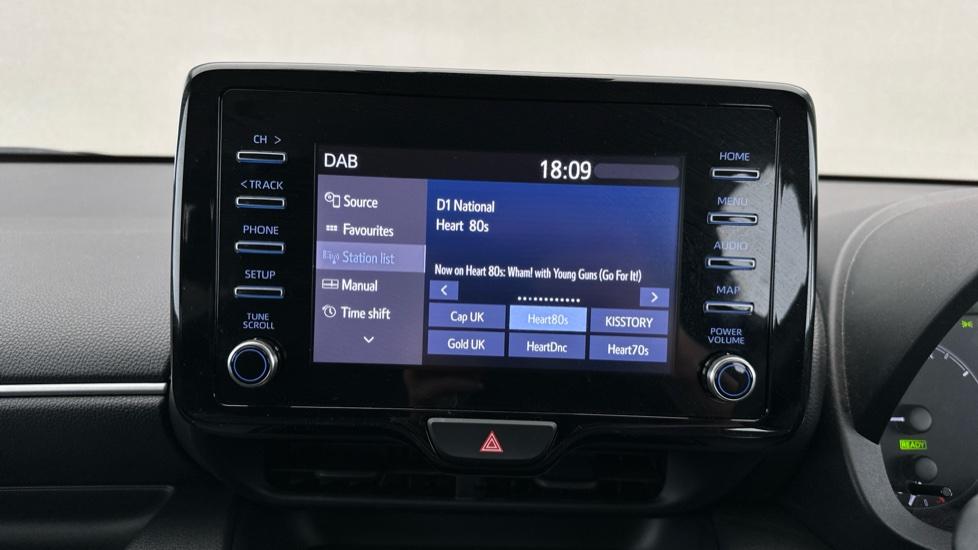 CH >
< TRACK
PHONE
SETUP
TUNE
SCROLL
DAB
18:09
Source
Favourites
Station list
Manual
Time shift
D1 National
Heart 80s
Now on Heart 80s: Wham! with Young Guns (Go For It!)
<
>
Cap UK
Heart80s
KISSTORY
Gold UK
HeartDnc
Heart70s
HOME
MENU
AUDIO
MAP
POWER
VOLUME
READY